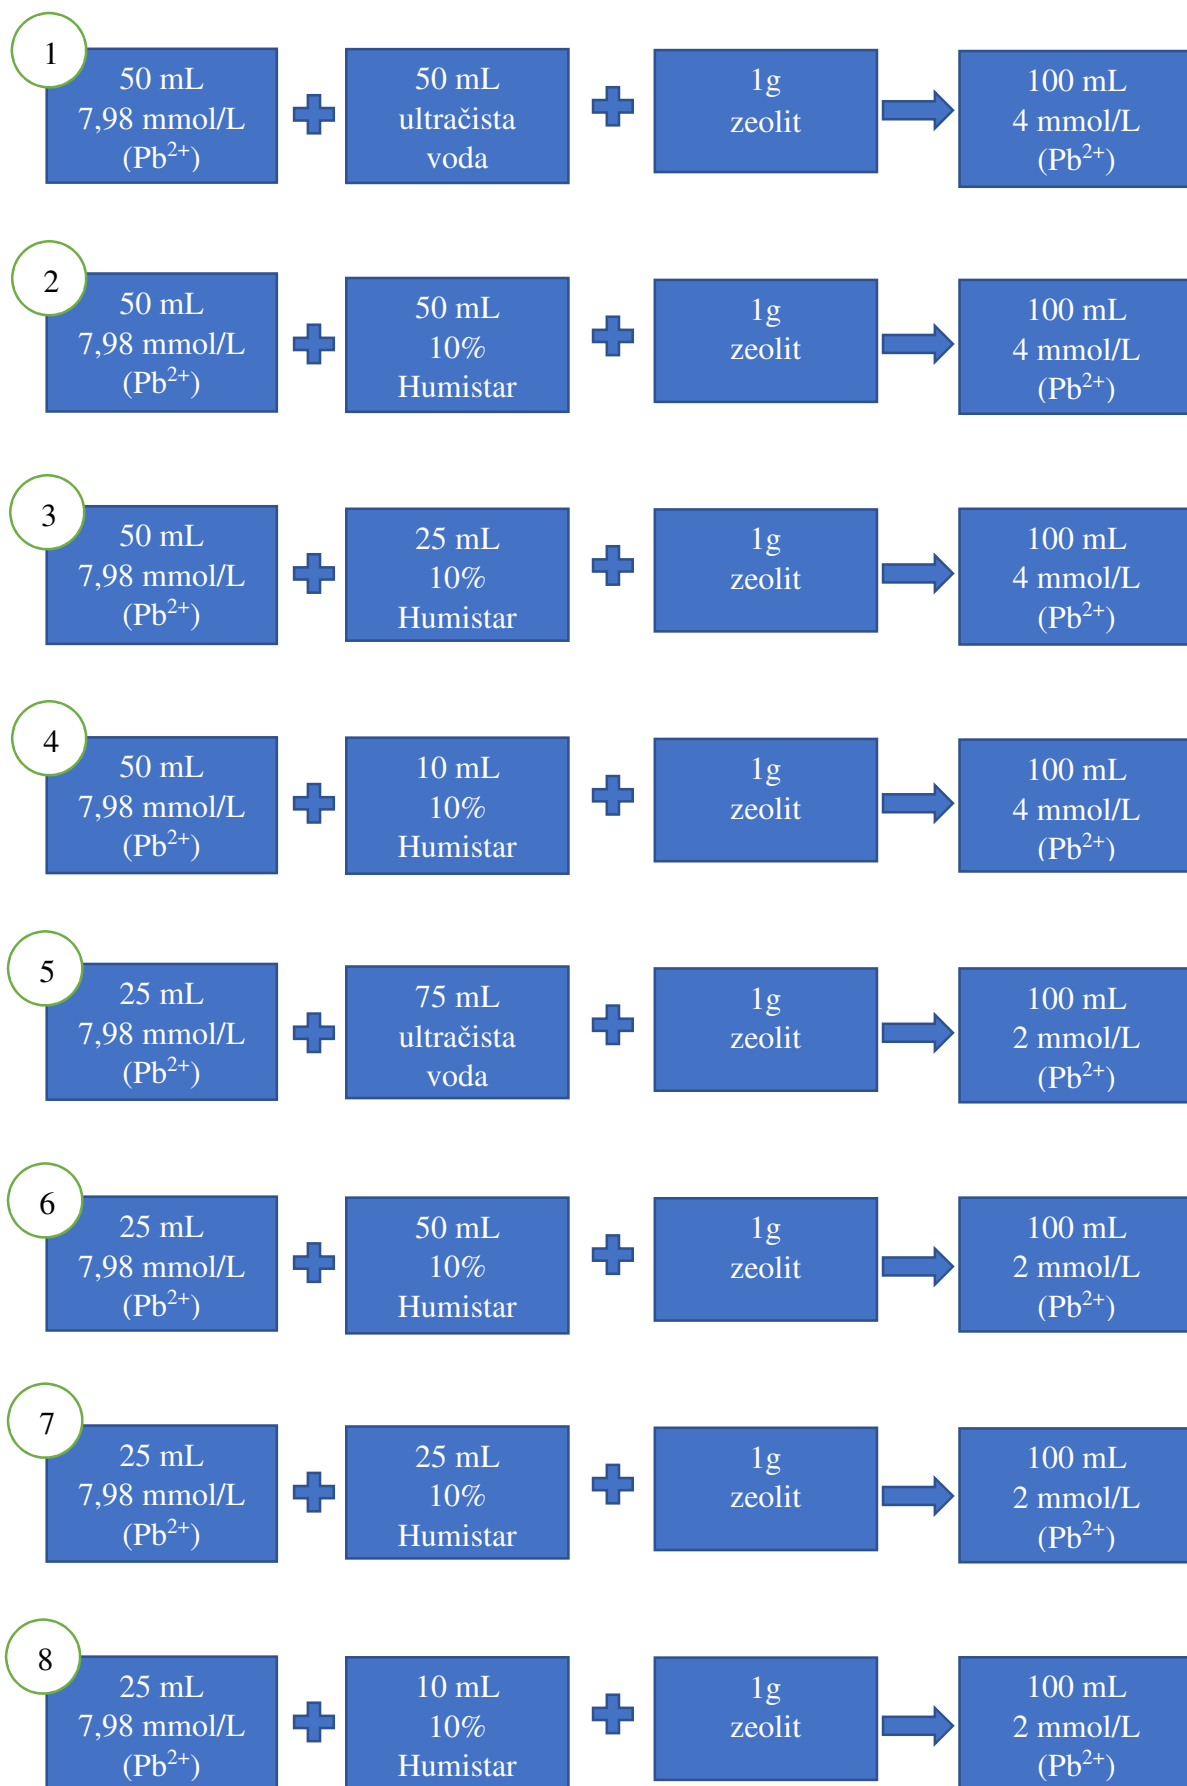 1
50 mL
7,98 mmol/L
(Pb²⁺)
50 mL
ultračista
voda
1g
zeolit
100 mL
4 mmol/L
(Pb²⁺)
2
50 mL
7,98 mmol/L
(Pb²⁺)
50 mL
10%
Humistar
1g
zeolit
100 mL
4 mmol/L
(Pb²⁺)
3
50 mL
7,98 mmol/L
(Pb²⁺)
25 mL
10%
Humistar
1g
zeolit
100 mL
4 mmol/L
(Pb²⁺)
4
50 mL
7,98 mmol/L
(Pb²⁺)
10 mL
10%
Humistar
1g
zeolit
100 mL
4 mmol/L
(Pb²⁺)
5
25 mL
7,98 mmol/L
(Pb²⁺)
75 mL
ultračista
voda
1g
zeolit
100 mL
2 mmol/L
(Pb²⁺)
6
25 mL
7,98 mmol/L
(Pb²⁺)
50 mL
10%
Humistar
1g
zeolit
100 mL
2 mmol/L
(Pb²⁺)
7
25 mL
7,98 mmol/L
(Pb²⁺)
25 mL
10%
Humistar
1g
zeolit
100 mL
2 mmol/L
(Pb²⁺)
8
25 mL
7,98 mmol/L
(Pb²⁺)
10 mL
10%
Humistar
1g
zeolit
100 mL
2 mmol/L
(Pb²⁺)